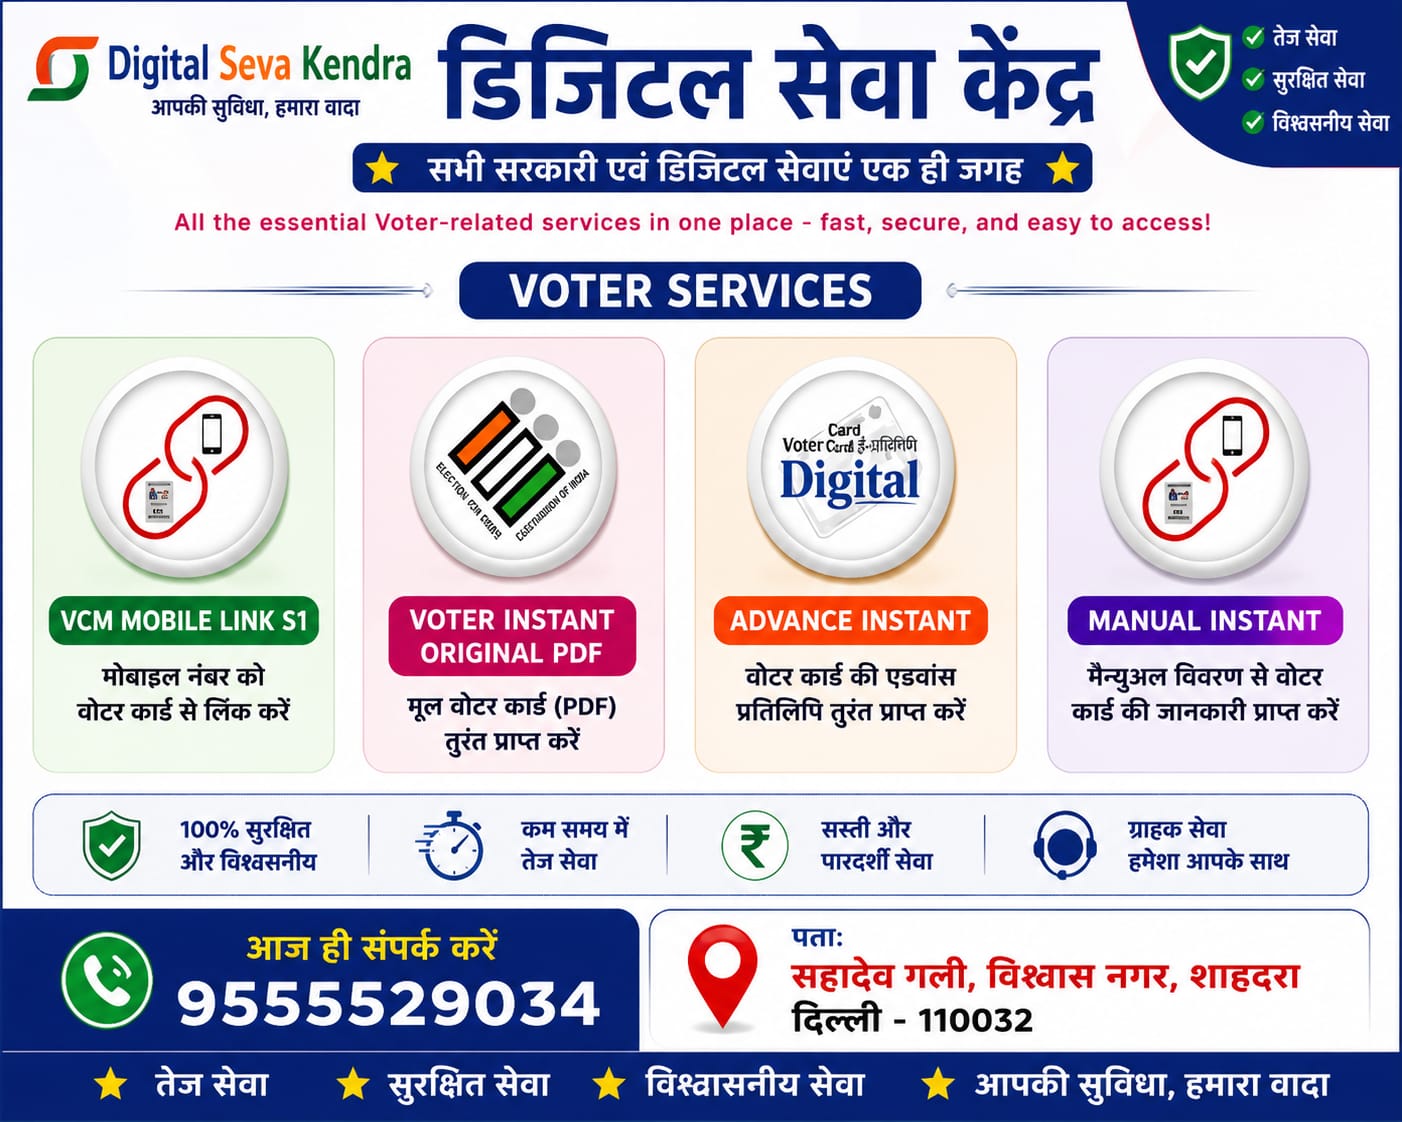 Digital Seva Kendra
आपकी सुविधा, हमारा वादा
डिजिटल सेवा केंद्र
तेज सेवा
सुरक्षित सेवा
विश्वसनीय सेवा
सभी सरकारी एवं डिजिटल सेवाएं एक ही जगह
All the essential Voter-related services in one place - fast, secure, and easy to access!
VOTER SERVICES
VCM MOBILE LINK S1
मोबाइल नंबर को
वोटर कार्ड से लिंक करें
ELECTION
OF INDIA
VOTER INSTANT
ORIGINAL PDF
मूल वोटर कार्ड (PDF)
तुरंत प्राप्त करें
Card
Voter
Digital
ADVANCE INSTANT
वोटर कार्ड की एडवांस
प्रतिलिपि तुरंत प्राप्त करें
MANUAL INSTANT
मैन्युअल विवरण से वोटर
कार्ड की जानकारी प्राप्त करें
100% सुरक्षित
और विश्वसनीय
कम समय में
तेज सेवा
₹
सस्ती और
पारदर्शी सेवा
ग्राहक सेवा
हमेशा आपके साथ
आज ही संपर्क करें
9555529034
पता:
सहादेव गली, विश्वास नगर, शाहदरा
दिल्ली - 110032
तेज सेवा
सुरक्षित सेवा
विश्वासनीय सेवा
आपकी सुविधा, हमारा वादा